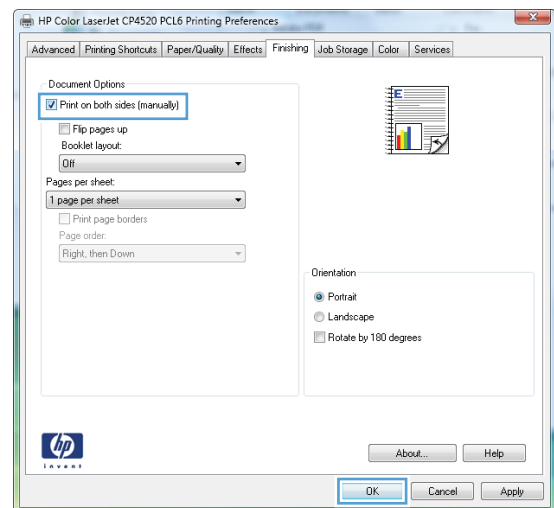 HP Color LaserJet CP4520 PCL6 Printing Preferences
Advanced Printing Shortcuts Paper/Quality Effects Finishing Job Storage Color Services
Document Options
Print on both sides (manually)
Flip pages up
Booklet layout:
Off
Pages per sheet:
1 page per sheet
Print page borders
Page order:
Right, then Down
E
Orientation
Portrait
Landscape
Rotate by 180 degrees
hp
invent
About... Help
OK Cancel Apply